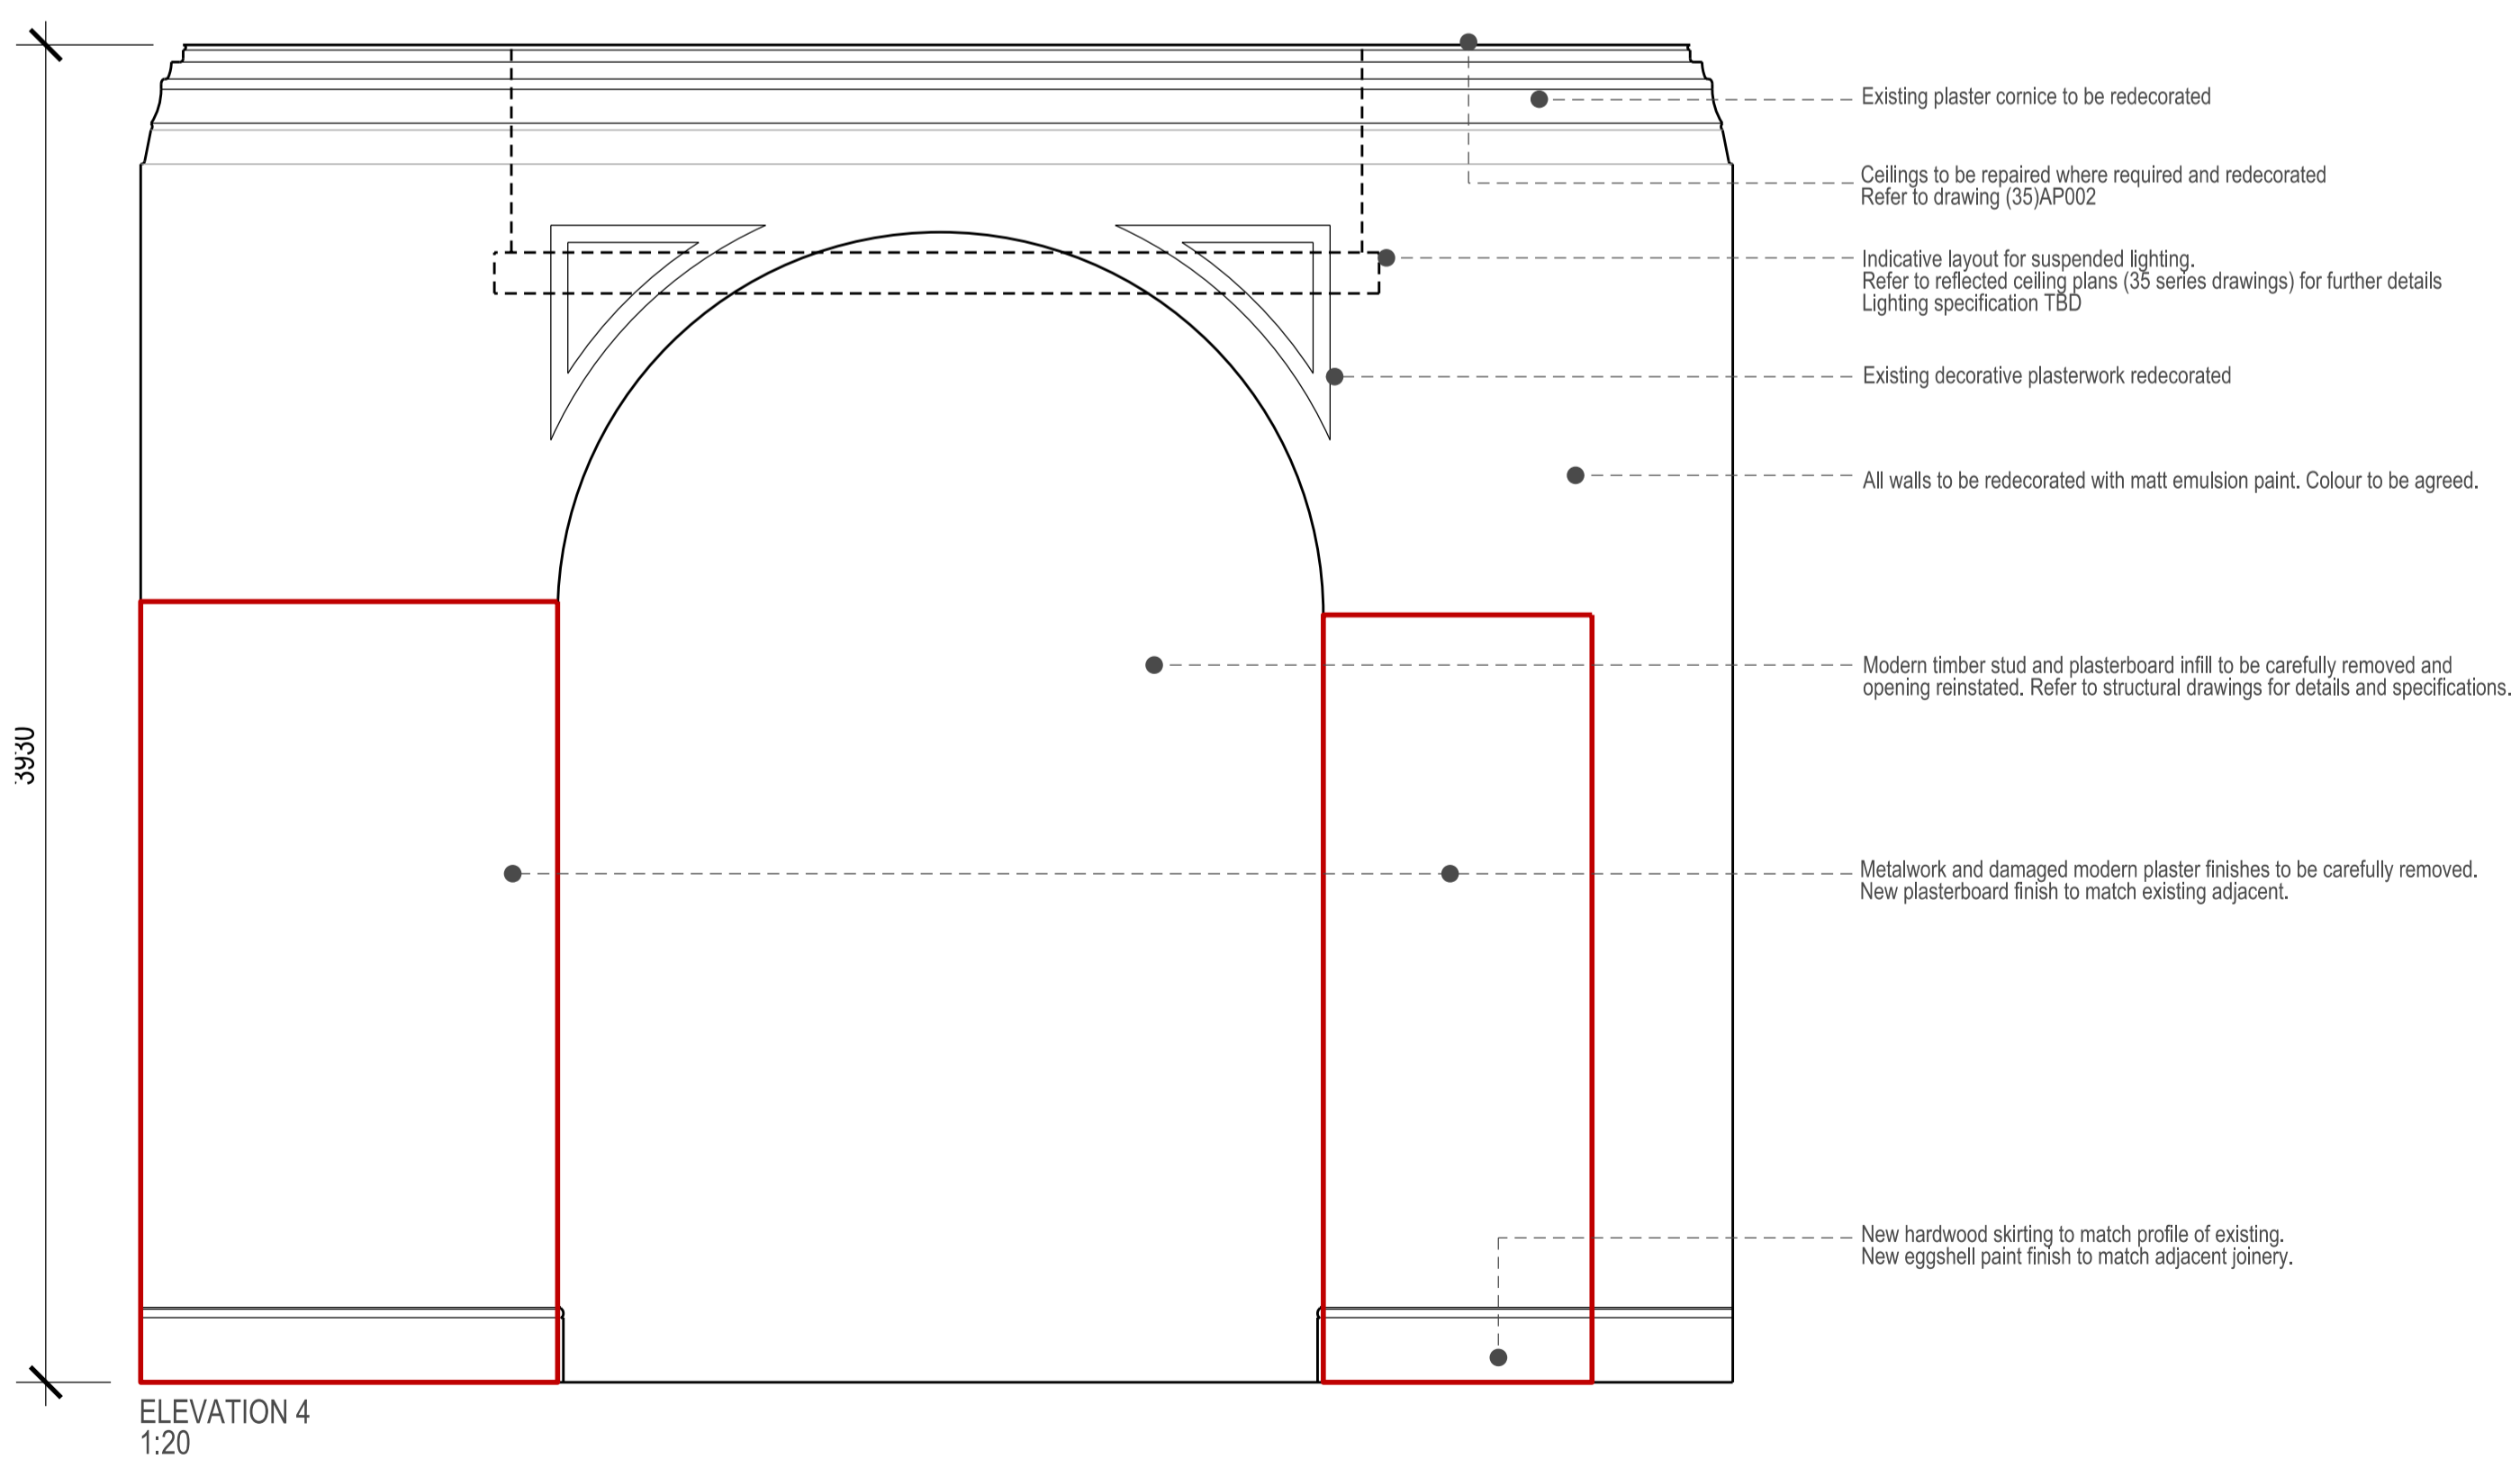 Existing plaster cornice to be redecorated
Ceilings to be repaired where required and redecorated
Refer to drawing (35)AP002
Indicative layout for suspended lighting.
Refer to reflected ceiling plans (35 series drawings) for further details
Lighting specification TBD
Existing decorative plasterwork redecorated
All walls to be redecorated with matt emulsion paint. Colour to be agreed.
Modern timber stud and plasterboard infill to be carefully removed and
opening reinstated. Refer to structural drawings for details and specifications.
3930
Metalwork and damaged modern plaster finishes to be carefully removed.
New plasterboard finish to match existing adjacent.
New hardwood skirting to match profile of existing.
New eggshell paint finish to match adjacent joinery.
ELEVATION 4
1:20